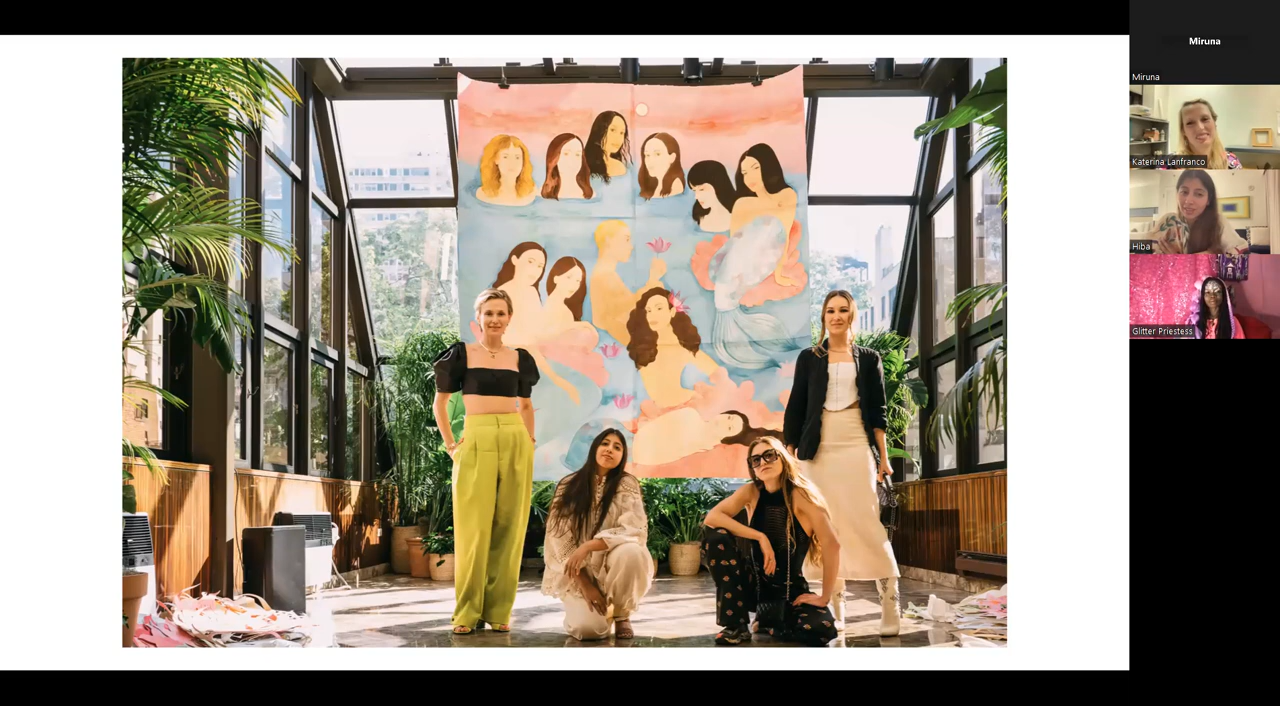 Miruna
Miruna
Katerina Lanfranco
Hiba
Glitter Priestess